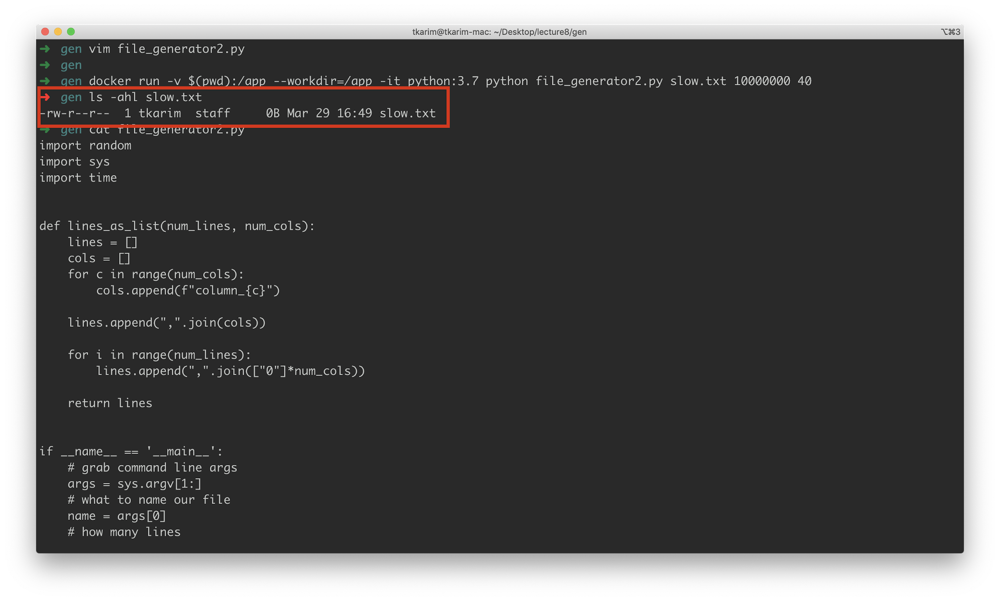 tkarim@tkarim-mac: ~/Desktop/lecture8/gen ⌥⌘3
➜ gen vim file_generator2.py
➜ gen
➜ gen docker run -v $(pwd):/app --workdir=/app -it python:3.7 python file_generator2.py slow.txt 10000000 40
➜ gen ls -ahl slow.txt
-rw-r--r--  1 tkarim  staff     0B Mar 29 16:49 slow.txt
➜ gen cat file_generator2.py
import random
import sys
import time
def lines_as_list(num_lines, num_cols):
    lines = []
    cols = []
    for c in range(num_cols):
        cols.append(f"column_{c}")
    lines.append(",".join(cols))
    for i in range(num_lines):
        lines.append(",".join(["0"]*num_cols))
    return lines
if __name__ == '__main__':
    # grab command line args
    args = sys.argv[1:]
    # what to name our file
    name = args[0]
    # how many lines